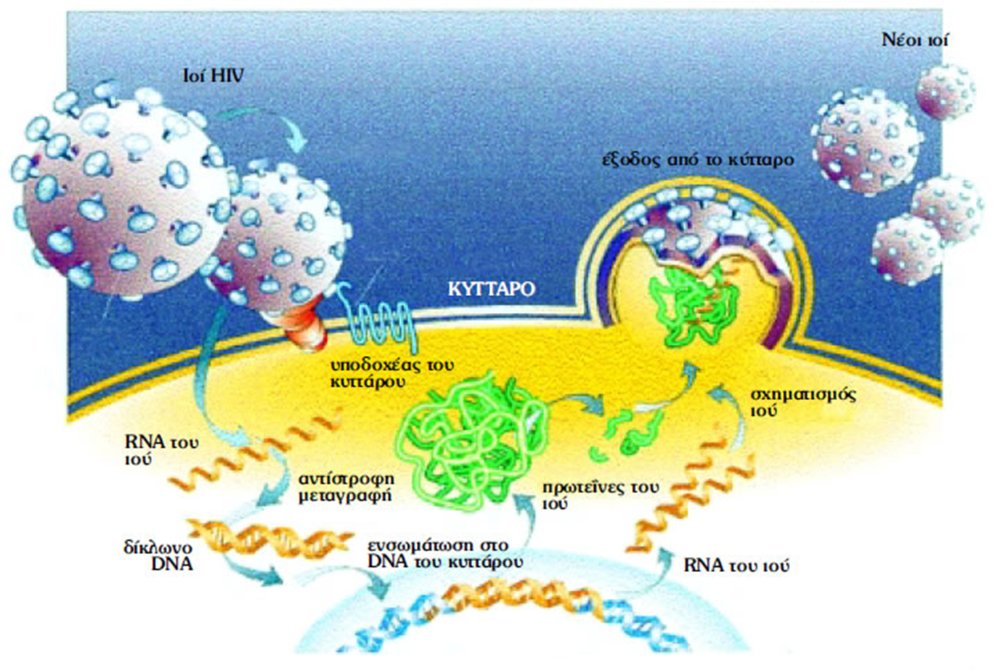 Νέοι ιοί
Ιοί HIV
έξοδος από το κύτταρο
ΚΥΤΤΑΡΟ
υποδοχέας του
κυττάρου
σχηματισμός
ιού
RNA του
ιού
αντίστροφη
μεταγραφή
πρωτεΐνες του
ιού
δίκλωνο
DNA
ενσωμάτωση στο
DNA του κυττάρου
RNA του ιού